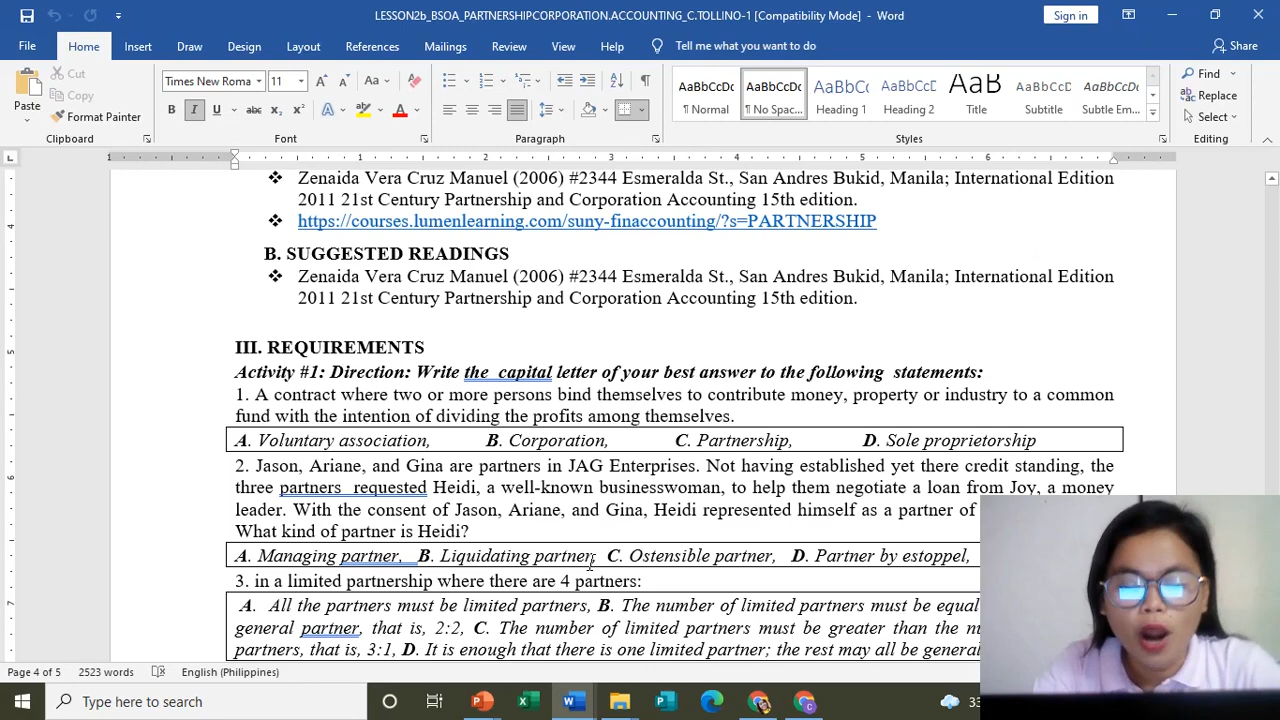 LESSON2b_BSOA_PARTNERSHIPCORPORATION.ACCOUNTING_C.TOLLINO-1 [Compatibility Mode] - Word
Sign in
File Home Insert Draw Design Layout References Mailings Review View Help Tell me what you want to do Share
Cut
Copy
Format Painter
Paste
Times New Roma 11
AaBbCcD AaBbCcD AaBbCcD AaBbCcD AaB AaBbCcD AaBbCcD
¶ Normal ¶ No Spac... Heading 1 Heading 2 Title Subtitle Subtle Em...
Find
Replace
Select
Clipboard Font Paragraph Styles Editing
1 1 2 3 4 5 6
Zenaida Vera Cruz Manuel (2006) #2344 Esmeralda St., San Andres Bukid, Manila; International Edition
2011 21st Century Partnership and Corporation Accounting 15th edition.
https://courses.lumenlearning.com/suny-finaccounting/?s=PARTNERSHIP
B. SUGGESTED READINGS
Zenaida Vera Cruz Manuel (2006) #2344 Esmeralda St., San Andres Bukid, Manila; International Edition
2011 21st Century Partnership and Corporation Accounting 15th edition.
III. REQUIREMENTS
Activity #1: Direction: Write the capital letter of your best answer to the following statements:
1. A contract where two or more persons bind themselves to contribute money, property or industry to a common
fund with the intention of dividing the profits among themselves.
A. Voluntary association, B. Corporation, C. Partnership, D. Sole proprietorship
2. Jason, Ariane, and Gina are partners in JAG Enterprises. Not having established yet there credit standing, the
three partners requested Heidi, a well-known businesswoman, to help them negotiate a loan from Joy, a money
leader. With the consent of Jason, Ariane, and Gina, Heidi represented himself as a partner of
What kind of partner is Heidi?
A. Managing partner, B. Liquidating partner, C. Ostensible partner, D. Partner by estoppel,
3. in a limited partnership where there are 4 partners:
A. All the partners must be limited partners, B. The number of limited partners must be equal
general partner, that is, 2:2, C. The number of limited partners must be greater than the
partners, that is, 3:1, D. It is enough that there is one limited partner; the rest may all be general
Page 4 of 5 2523 words English (Philippines)
Type here to search